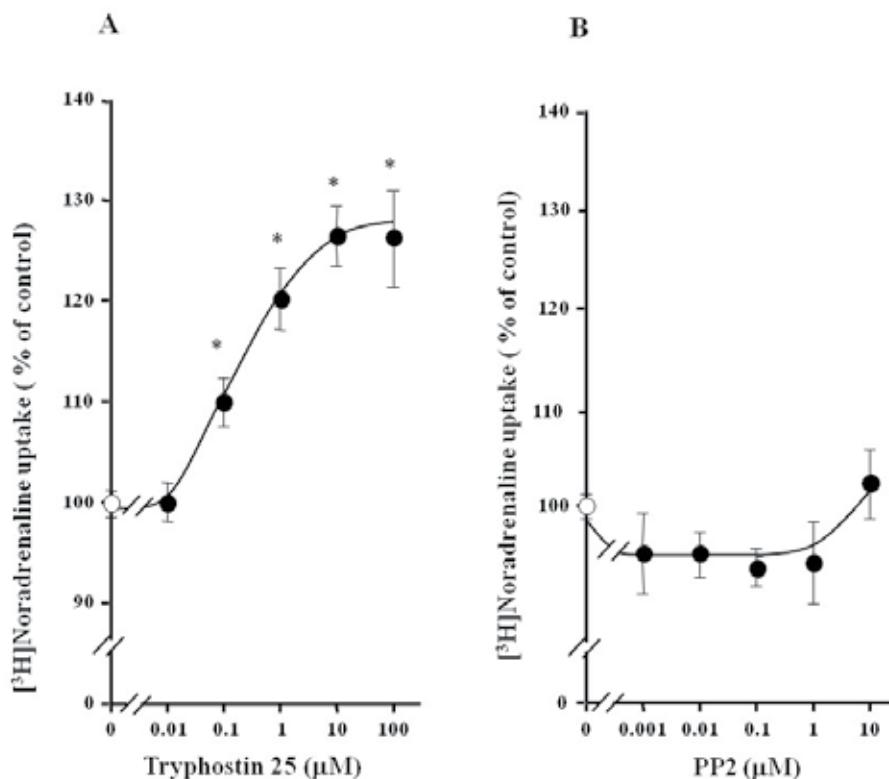 A
[³H]Noradrenaline uptake ( % of control)
140
130
120
110
100
90
0
*
*
*
*
0 0.01 0.1 1 10 100
Tryphostin 25 (µM)
B
[³H]Noradrenaline uptake ( % of control)
140
130
120
110
100
0
0 0.001 0.01 0.1 1 10
PP2 (µM)